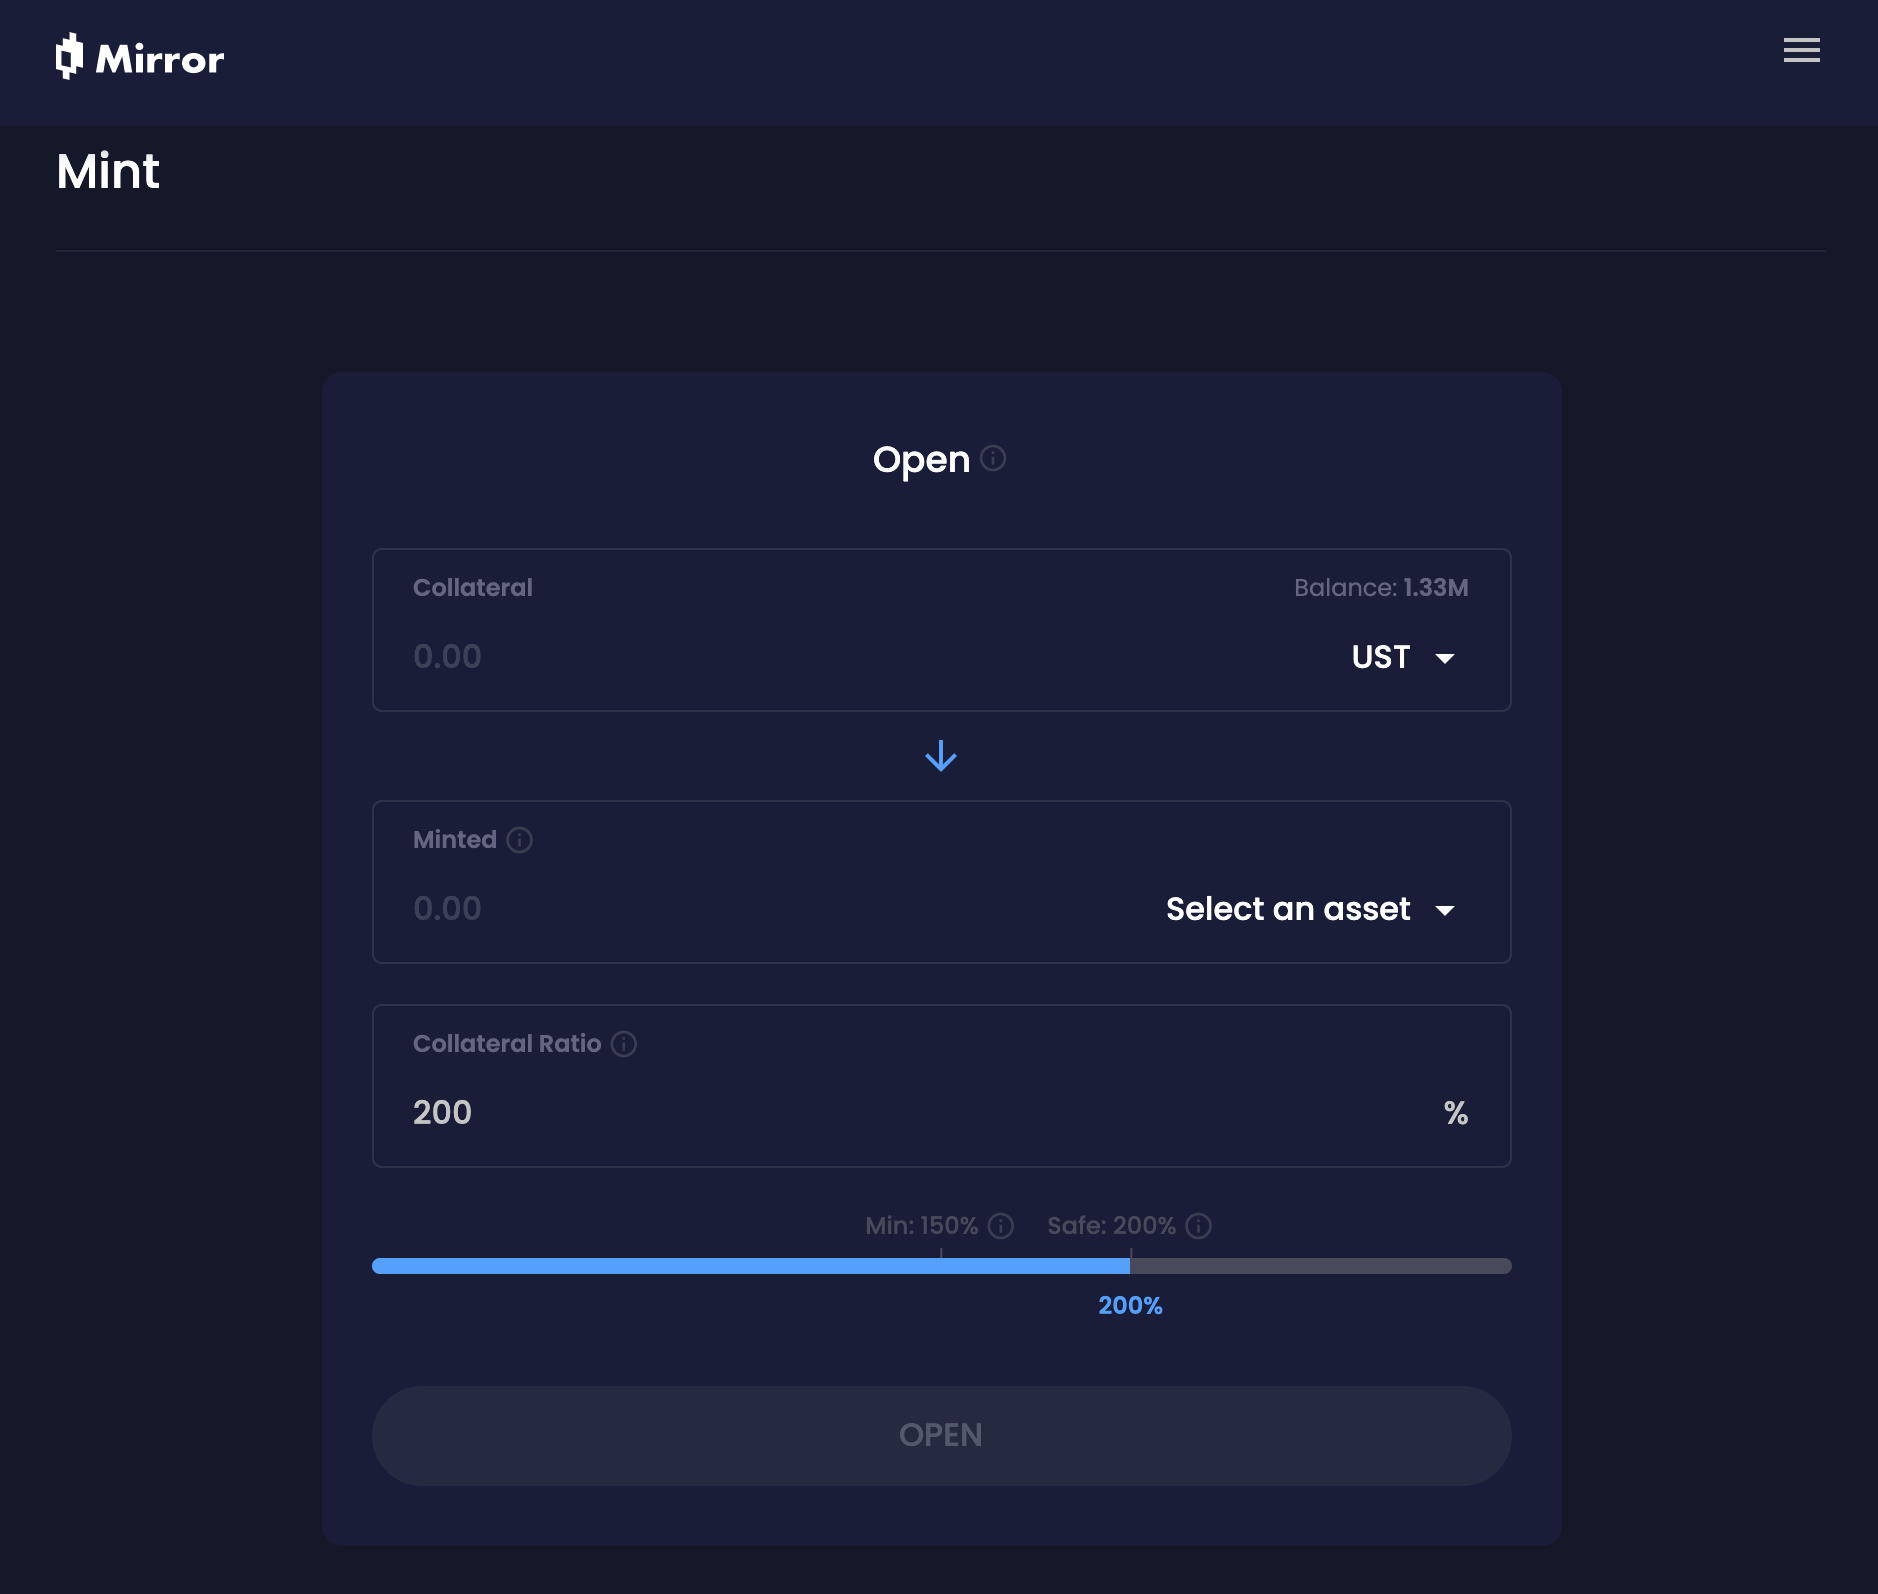 Mirror
Mint
Open
Collateral
Balance: 1.33M
0.00
UST
Minted
0.00
Select an asset
Collateral Ratio
200
%
Min: 150%
Safe: 200%
200%
OPEN